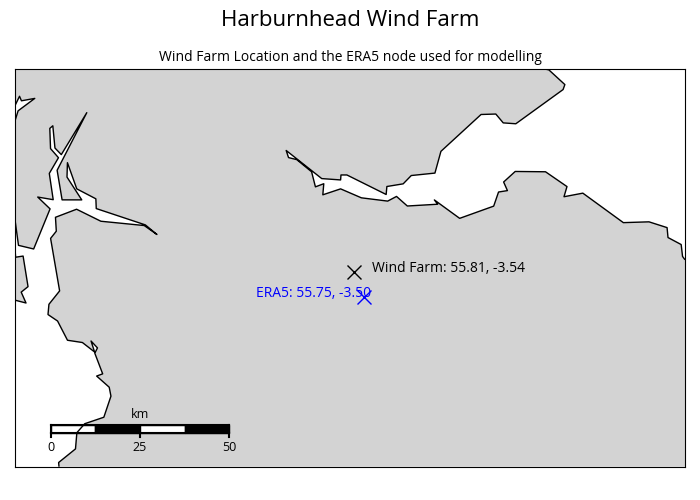 Harburnhead Wind Farm
Wind Farm Location and the ERA5 node used for modelling
Wind Farm: 55.81, -3.54
ERA5: 55.75, -3.50
km
0 25 50